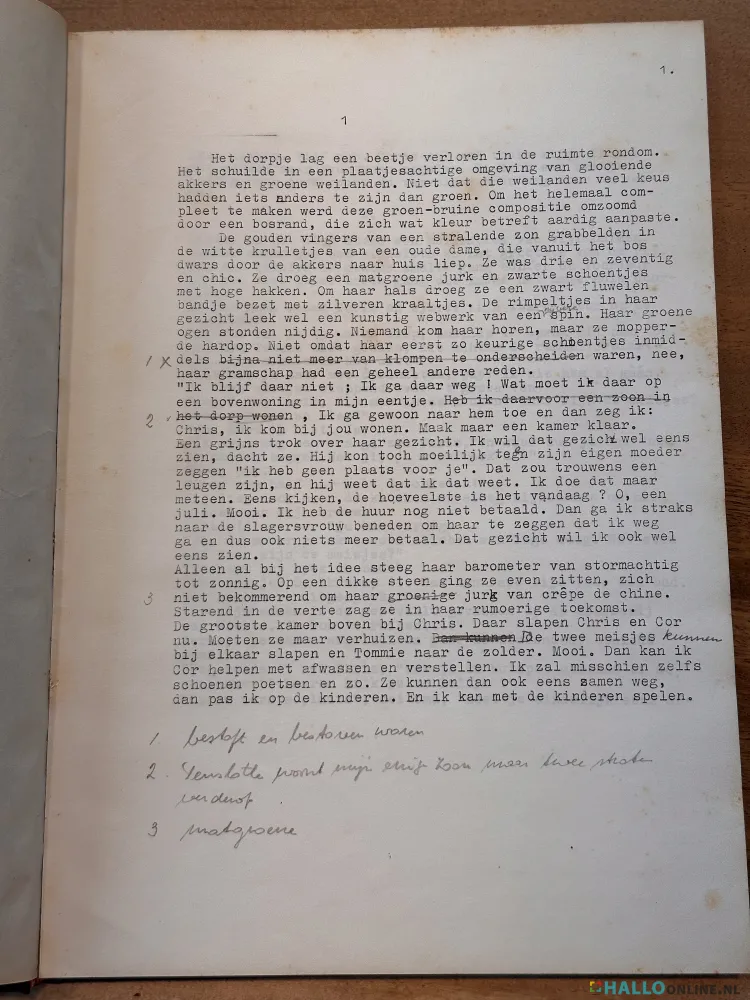 1.
1
Het dorpje lag een beetje verloren in de ruimte rondom.
Het schuilde in een plaatjesachtige omgeving van glooiende
akkers en groene weilanden. Niet dat die weilanden veel keus
hadden iets anders te zijn dan groen. Om het helemaal com-
pleet te maken werd deze groen-bruine compositie omzoomd
door een bosrand, die zich wat kleur betreft aardig aanpaste.
De gouden vingers van een stralende zon grabbelden in
de witte krulletjes van een oude dame, die vanuit het bos
dwars door de akkers naar huis liep. Ze was drie en zeventig
en chic. Ze droeg een matgroene jurk en zwarte schoentjes
met hoge hakken. Om haar hals droeg ze een zwart fluwelen
bandje bezet met zilveren kraaltjes. De rimpeltjes in haar
gezicht leek wel een kunstig webwerk van een spin. Haar groene
ogen stonden nijdig. Niemand kon haar horen, maar ze mopper-
de hardop. Niet omdat haar eerst zo keurige schoentjes inmid-
1 x dels bijna niet meer van klompen te onderscheiden waren, nee,
haar gramschap had een geheel andere reden.
"Ik blijf daar niet ; Ik ga daar weg ! Wat moet ik daar op
een bovenwoning in mijn eentje. Heb ik daarvoor een zoon in
2 het dorp wonen , Ik ga gewoon naar hem toe en dan zeg ik:
Chris, ik kom bij jou wonen. Maak maar een kamer klaar.
Een grijns trok over haar gezicht. Ik wil dat gezicht wel eens
zien, dacht ze. Hij kon toch moeilijk tegn zijn eigen moeder
zeggen "ik heb geen plaats voor je". Dat zou trouwens een
leugen zijn, en hij weet dat ik dat weet. Ik doe dat maar
meteen. Eens kijken, de hoeveelste is het vandaag ? O, een
juli. Mooi. Ik heb de huur nog niet betaald. Dan ga ik straks
naar de slagersvrouw beneden om haar te zeggen dat ik weg
ga en dus ook niets meer betaal. Dat gezicht wil ik ook wel
eens zien.
Alleen al bij het idee steeg haar barometer van stormachtig
tot zonnig. Op een dikke steen ging ze even zitten, zich
3 niet bekommerend om haar groenige jurk van crêpe de chine.
Starend in de verte zag ze in haar rumoerige toekomst.
De grootste kamer boven bij Chris. Daar slapen Chris en Cor
nu. Moeten ze maar verhuizen. Dan kunnen De twee meisjes kunnen
bij elkaar slapen en Tommie naar de zolder. Mooi. Dan kan ik
Cor helpen met afwassen en verstellen. Ik zal misschien zelfs
schoenen poetsen en zo. Ze kunnen dan ook eens samen weg,
dan pas ik op de kinderen. En ik kan met de kinderen spelen.
1 bestoft en bestoven waren
2. Tenslotte woont mijn enige zoon maar twee straten
verderop
3 matgroene
HALLOONLINE.NL